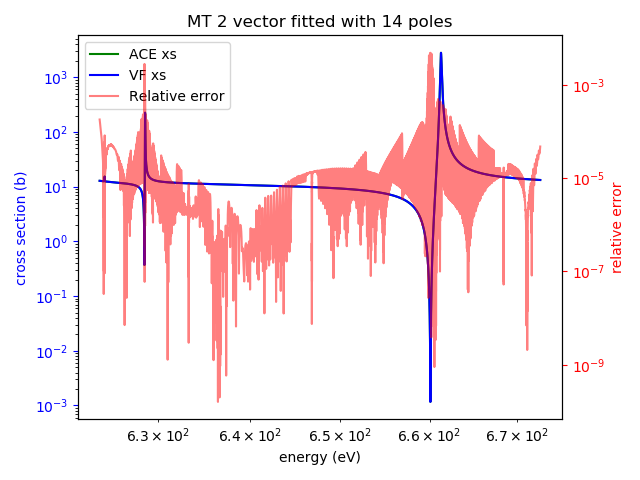 MT 2 vector fitted with 14 poles
ACE xs
VF xs
Relative error
cross section (b)
10³
10²
10¹
10⁰
10⁻¹
10⁻²
10⁻³
relative error
10⁻³
10⁻⁵
10⁻⁷
10⁻⁹
6.3 × 10² 6.4 × 10² 6.5 × 10² 6.6 × 10² 6.7 × 10²
energy (eV)